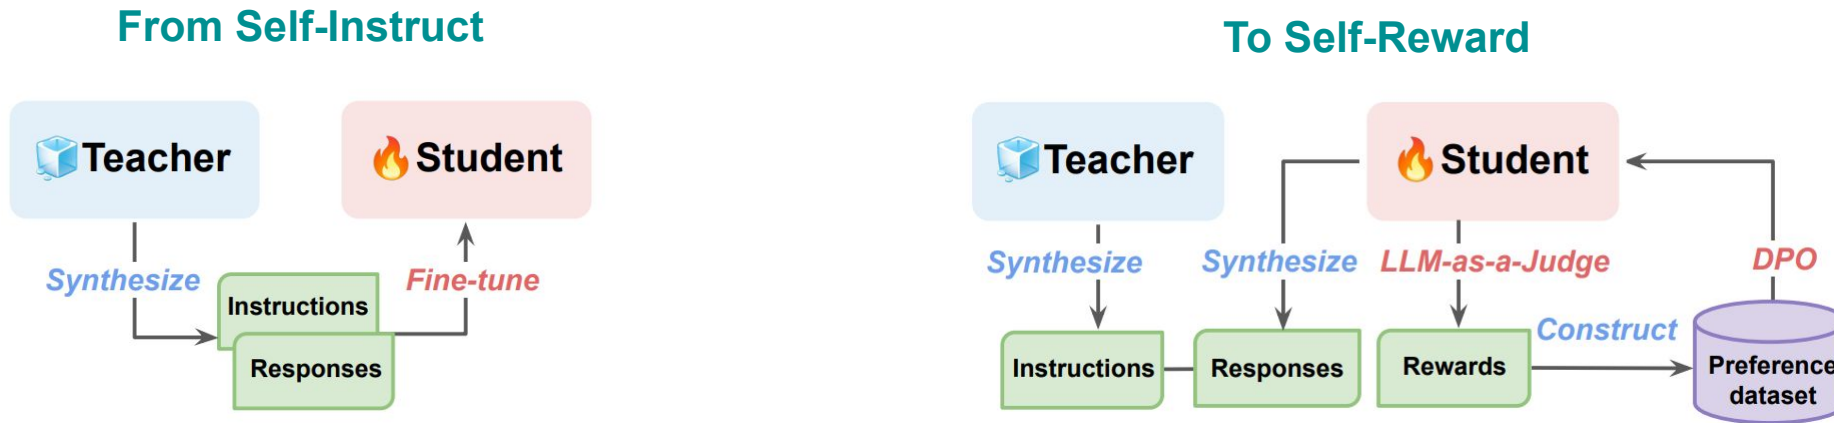 From Self-Instruct
Teacher
Student
Synthesize
Fine-tune
Instructions
Responses
To Self-Reward
Teacher
Student
Synthesize
Synthesize
LLM-as-a-Judge
DPO
Instructions
Responses
Rewards
Construct
Preference
dataset